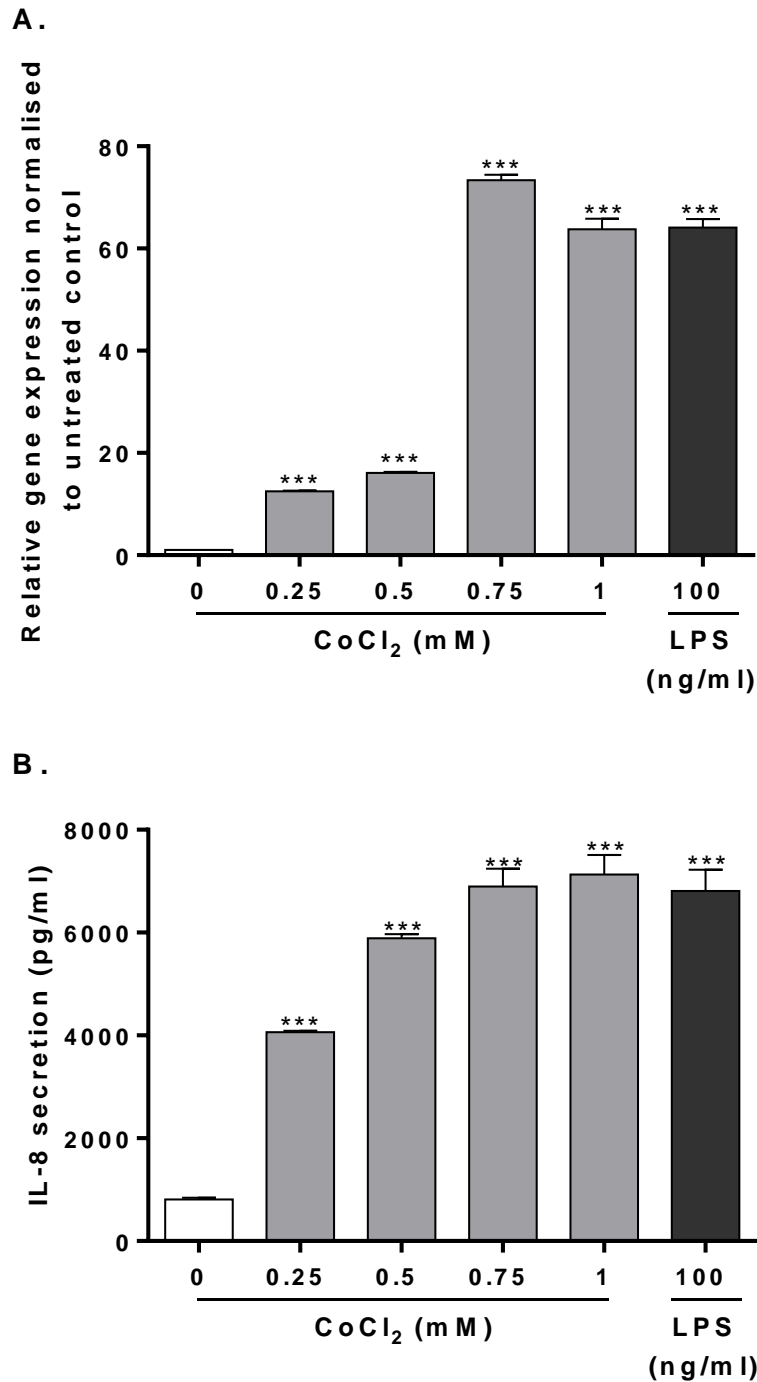 A.
Relative gene expression normalised
to untreated control
80
60
40
20
0
***
***
***
***
***
0 0.25 0.5 0.75 1 100
CoCl₂ (mM) LPS
(ng/ml)
B.
IL-8 secretion (pg/ml)
8000
6000
4000
2000
0
***
***
***
***
***
0 0.25 0.5 0.75 1 100
CoCl₂ (mM) LPS
(ng/ml)